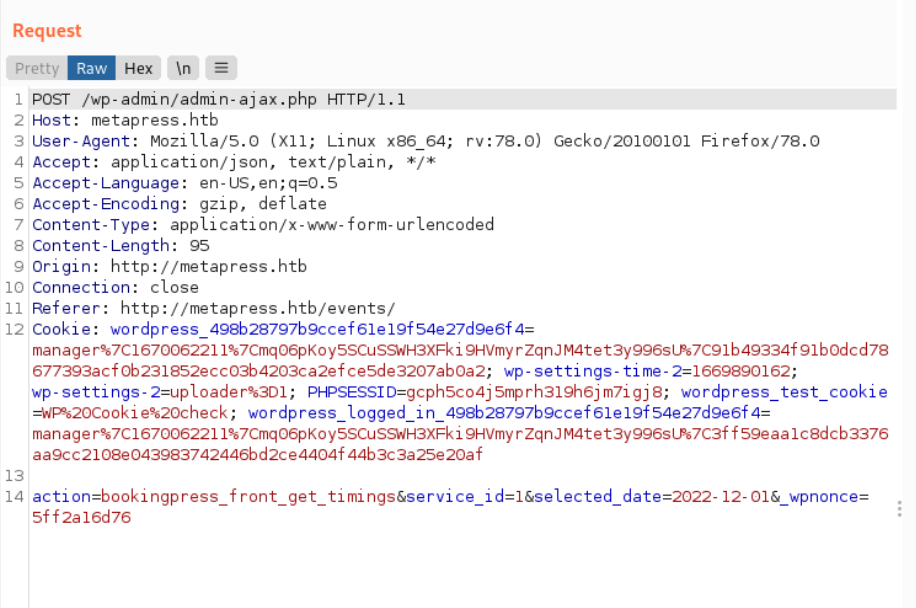 Request
Pretty Raw Hex \n
1 POST /wp-admin/admin-ajax.php HTTP/1.1
2 Host: metapress.htb
3 User-Agent: Mozilla/5.0 (X11; Linux x86_64; rv:78.0) Gecko/20100101 Firefox/78.0
4 Accept: application/json, text/plain, */*
5 Accept-Language: en-US,en;q=0.5
6 Accept-Encoding: gzip, deflate
7 Content-Type: application/x-www-form-urlencoded
8 Content-Length: 95
9 Origin: http://metapress.htb
10 Connection: close
11 Referer: http://metapress.htb/events/
12 Cookie: wordpress_498b28797b9ccef61e19f54e27d9e6f4=
manager%7C1670062211%7Cmq06pKoy5SCuSSWH3XFki9HVmyrZqnJM4tet3y996sU%7C91b49334f91b0dcd78
677393acf0b231852ecc03b4203ca2efce5de3207ab0a2; wp-settings-time-2=1669890162;
wp-settings-2=uploader%3D1; PHPSESSID=gcph5co4j5mprh319h6jm7igj8; wordpress_test_cookie
=WP%20Cookie%20check; wordpress_logged_in_498b28797b9ccef61e19f54e27d9e6f4=
manager%7C1670062211%7Cmq06pKoy5SCuSSWH3XFki9HVmyrZqnJM4tet3y996sU%7C3ff59eaa1c8dcb3376
aa9cc2108e043983742446bd2ce4404f44b3c3a25e20af
13
14 action=bookingpress_front_get_timings&service_id=1&selected_date=2022-12-01&_wpnonce=
5ff2a16d76